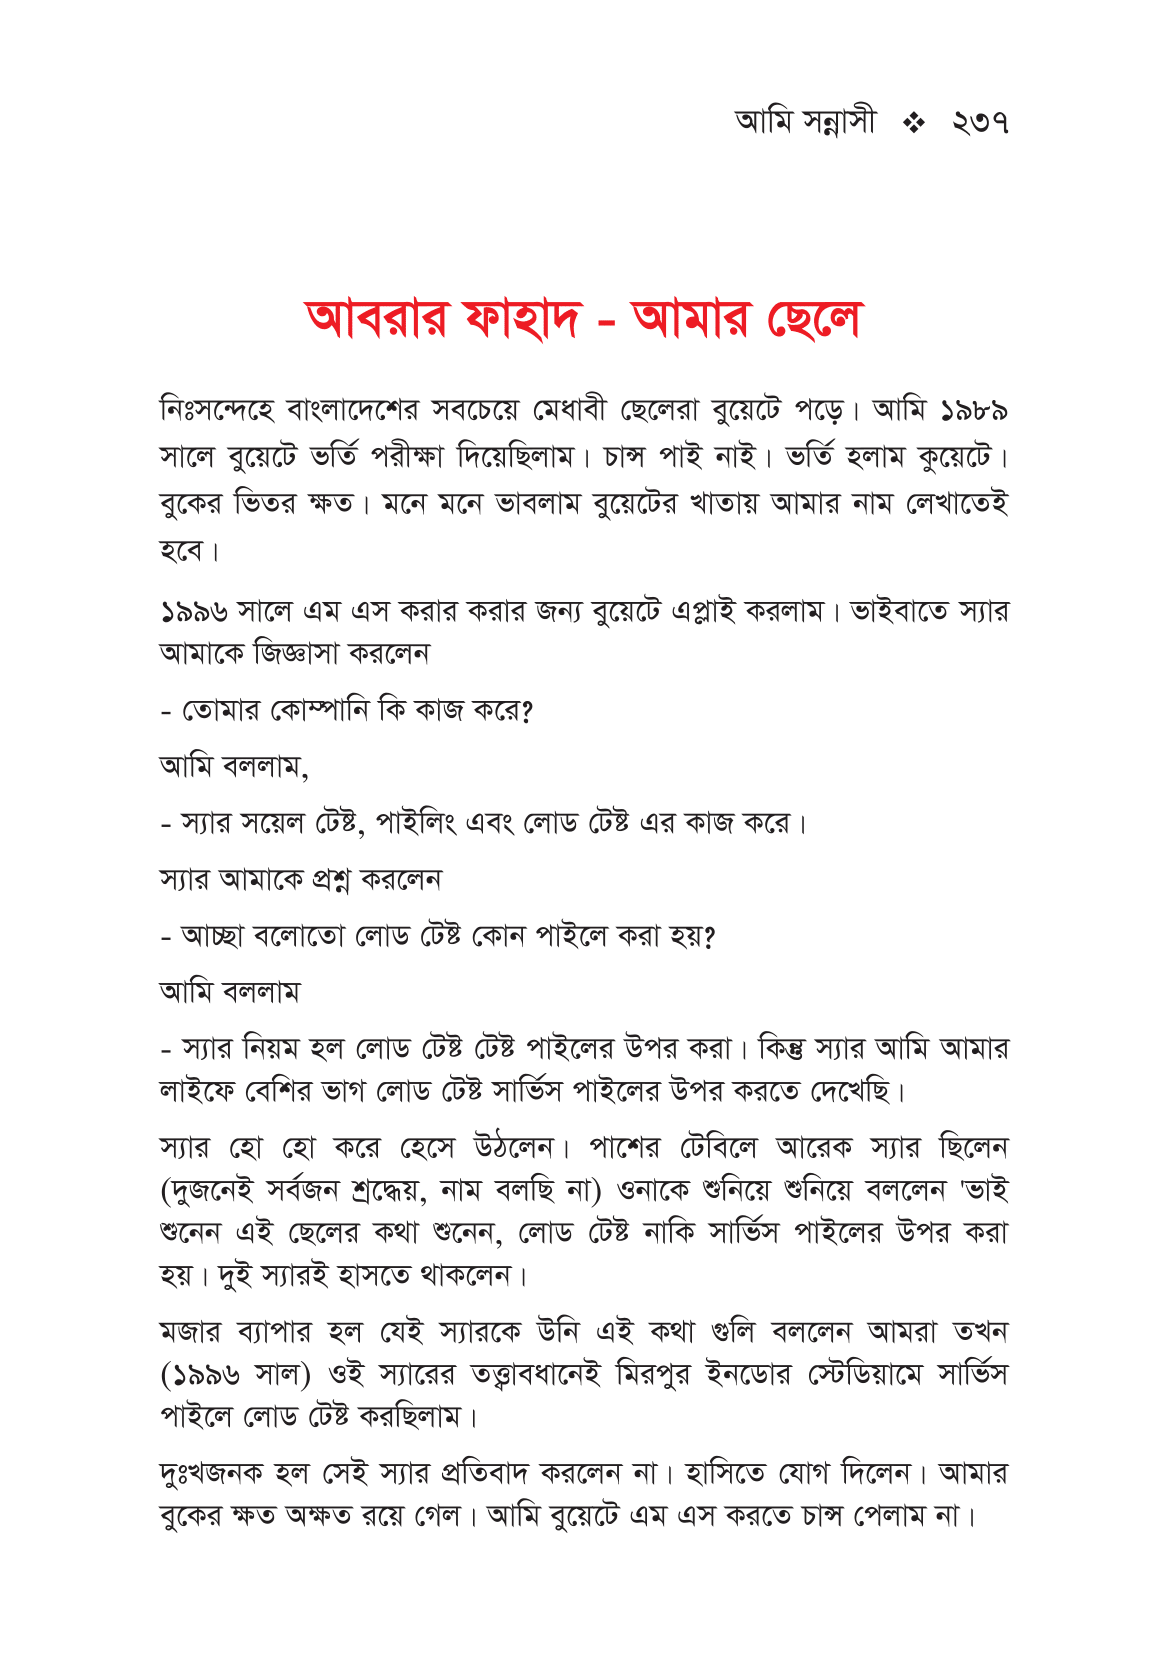 আমি সন্নাসী ❖ ২৩৭
আবরার ফাহাদ - আমার ছেলে
নিঃসন্দেহে বাংলাদেশের সবচেয়ে মেধাবী ছেলেরা বুয়েটে পড়ে। আমি ১৯৮৯
সালে বুয়েটে ভর্তি পরীক্ষা দিয়েছিলাম। চান্স পাই নাই। ভর্তি হলাম কুয়েটে।
বুকের ভিতর ক্ষত। মনে মনে ভাবলাম বুয়েটের খাতায় আমার নাম লেখাতেই
হবে।
১৯৯৬ সালে এম এস করার করার জন্য বুয়েটে এপ্লাই করলাম। ভাইবাতে স্যার
আমাকে জিজ্ঞাসা করলেন
- তোমার কোম্পানি কি কাজ করে?
আমি বললাম,
- স্যার সয়েল টেষ্ট, পাইলিং এবং লোড টেষ্ট এর কাজ করে।
স্যার আমাকে প্রশ্ন করলেন
- আচ্ছা বলোতো লোড টেষ্ট কোন পাইলে করা হয়?
আমি বললাম
- স্যার নিয়ম হল লোড টেষ্ট টেষ্ট পাইলের উপর করা। কিন্তু স্যার আমি আমার
লাইফে বেশির ভাগ লোড টেষ্ট সার্ভিস পাইলের উপর করতে দেখেছি।
স্যার হো হো করে হেসে উঠলেন। পাশের টেবিলে আরেক স্যার ছিলেন
(দুজনেই সর্বজন শ্রদ্ধেয়, নাম বলছি না) ওনাকে শুনিয়ে শুনিয়ে বললেন 'ভাই
শুনেন এই ছেলের কথা শুনেন, লোড টেষ্ট নাকি সার্ভিস পাইলের উপর করা
হয়। দুই স্যারই হাসতে থাকলেন।
মজার ব্যাপার হল যেই স্যারকে উনি এই কথা গুলি বললেন আমরা তখন
(১৯৯৬ সাল) ওই স্যারের তত্ত্বাবধানেই মিরপুর ইনডোর স্টেডিয়ামে সার্ভিস
পাইলে লোড টেষ্ট করছিলাম।
দুঃখজনক হল সেই স্যার প্রতিবাদ করলেন না। হাসিতে যোগ দিলেন। আমার
বুকের ক্ষত অক্ষত রয়ে গেল। আমি বুয়েটে এম এস করতে চান্স পেলাম না।